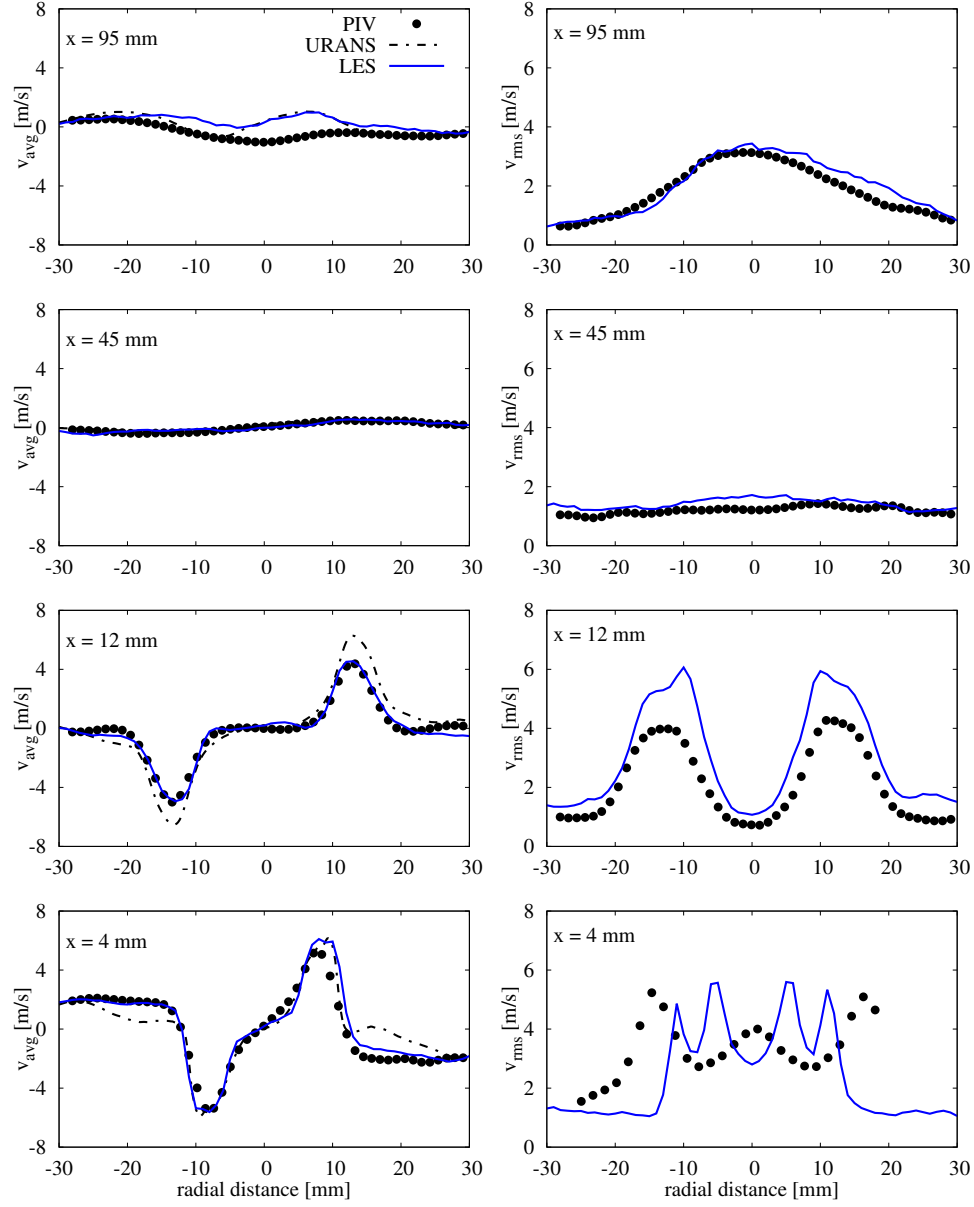 8
4
0
-4
-8
v_avg [m/s]
x = 95 mm
PIV
URANS
LES
-30 -20 -10 0 10 20 30
8
6
4
2
0
v_rms [m/s]
x = 95 mm
-30 -20 -10 0 10 20 30
8
4
0
-4
-8
v_avg [m/s]
x = 45 mm
-30 -20 -10 0 10 20 30
8
6
4
2
0
v_rms [m/s]
x = 45 mm
-30 -20 -10 0 10 20 30
8
4
0
-4
-8
v_avg [m/s]
x = 12 mm
-30 -20 -10 0 10 20 30
8
6
4
2
0
v_rms [m/s]
x = 12 mm
-30 -20 -10 0 10 20 30
8
4
0
-4
-8
v_avg [m/s]
x = 4 mm
-30 -20 -10 0 10 20 30
radial distance [mm]
8
6
4
2
0
v_rms [m/s]
x = 4 mm
-30 -20 -10 0 10 20 30
radial distance [mm]